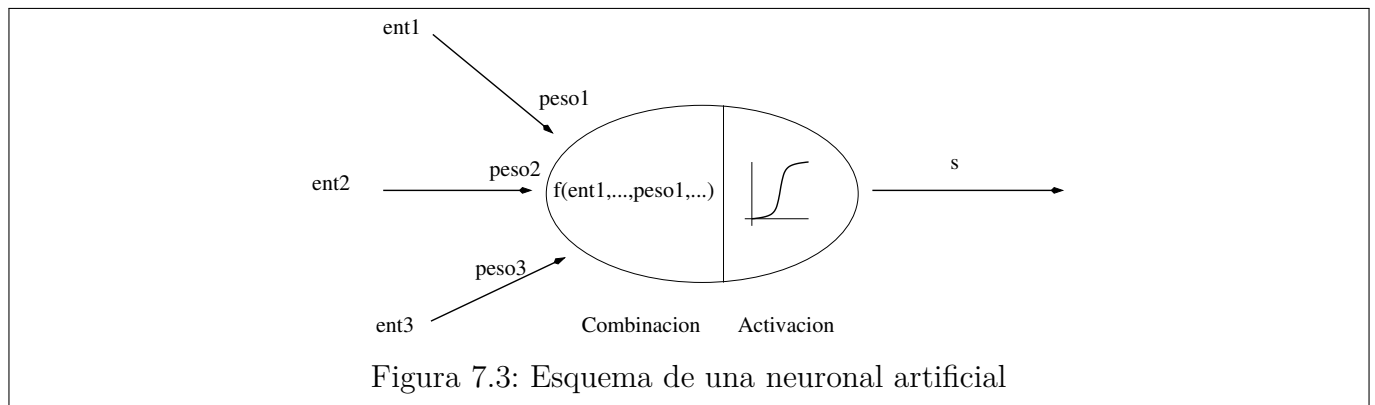 ent1
peso1
peso2
ent2
f(ent1,...,peso1,...)
s
peso3
ent3
Combinacion
Activacion
Figura 7.3: Esquema de una neuronal artificial